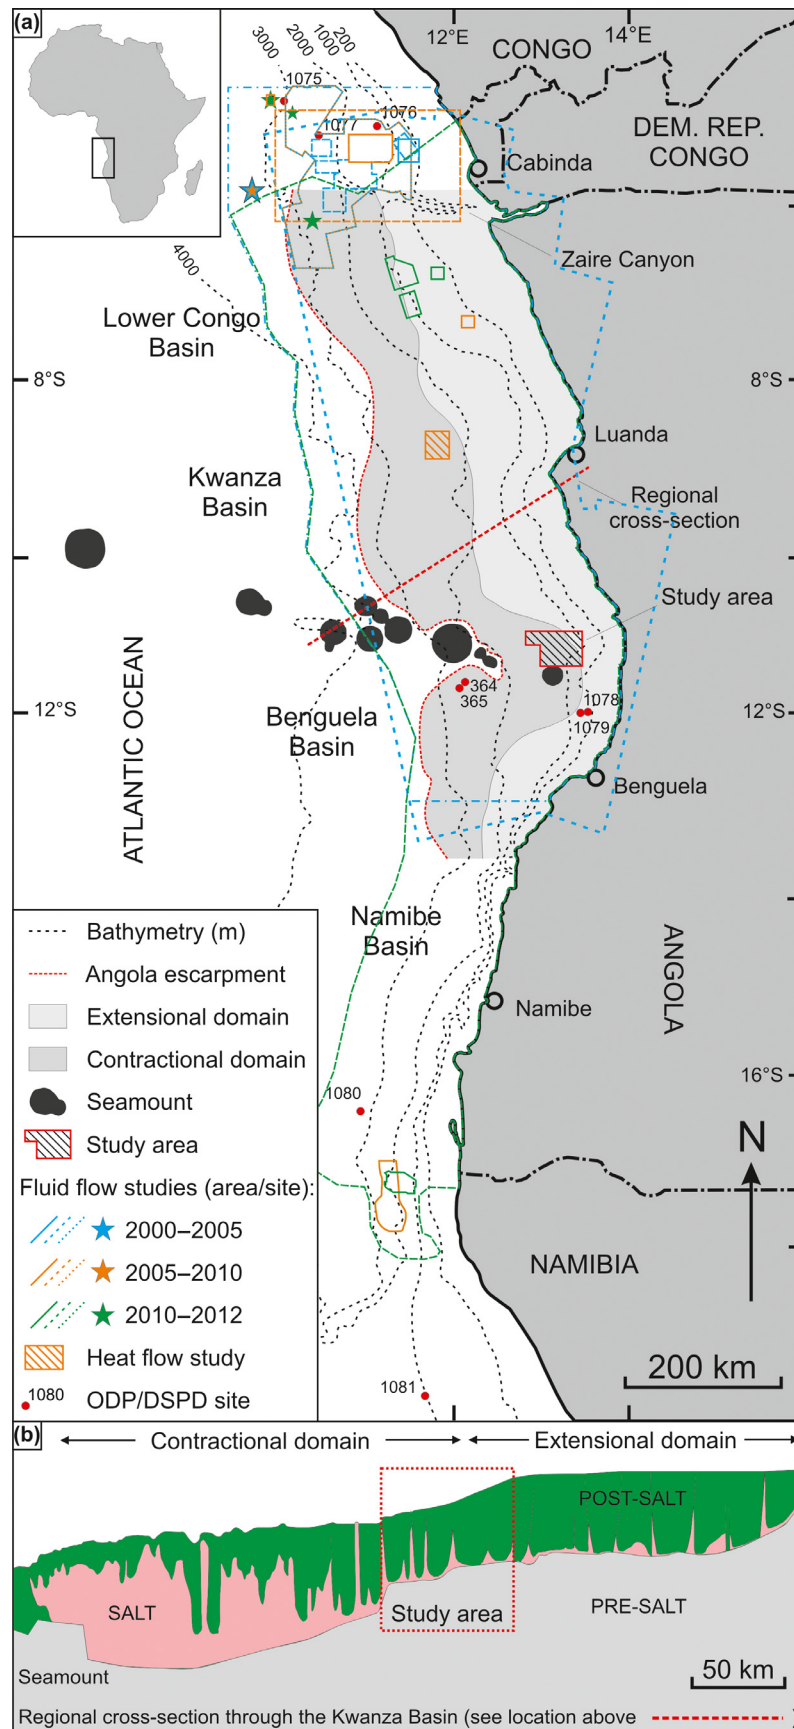 (a)
3000
2000
1000
200
12°E
14°E
CONGO
1075
1076
1077
DEM. REP.
CONGO
Cabinda
Zaire Canyon
4000
Lower Congo
Basin
8°S
8°S
Luanda
Kwanza
Basin
Regional
cross-section
Study area
364
365
1078
1079
12°S
12°S
Benguela
Basin
Benguela
ATLANTIC OCEAN
Namibe
Basin
ANGOLA
Namibe
16°S
1080
N
NAMIBIA
200 km
1081
Bathymetry (m)
Angola escarpment
Extensional domain
Contractional domain
Seamount
Study area
Fluid flow studies (area/site):
2000–2005
2005–2010
2010–2012
Heat flow study
1080 ODP/DSPD site
(b)
Contractional domain
Extensional domain
POST-SALT
SALT
Study area
PRE-SALT
Seamount
50 km
Regional cross-section through the Kwanza Basin (see location above